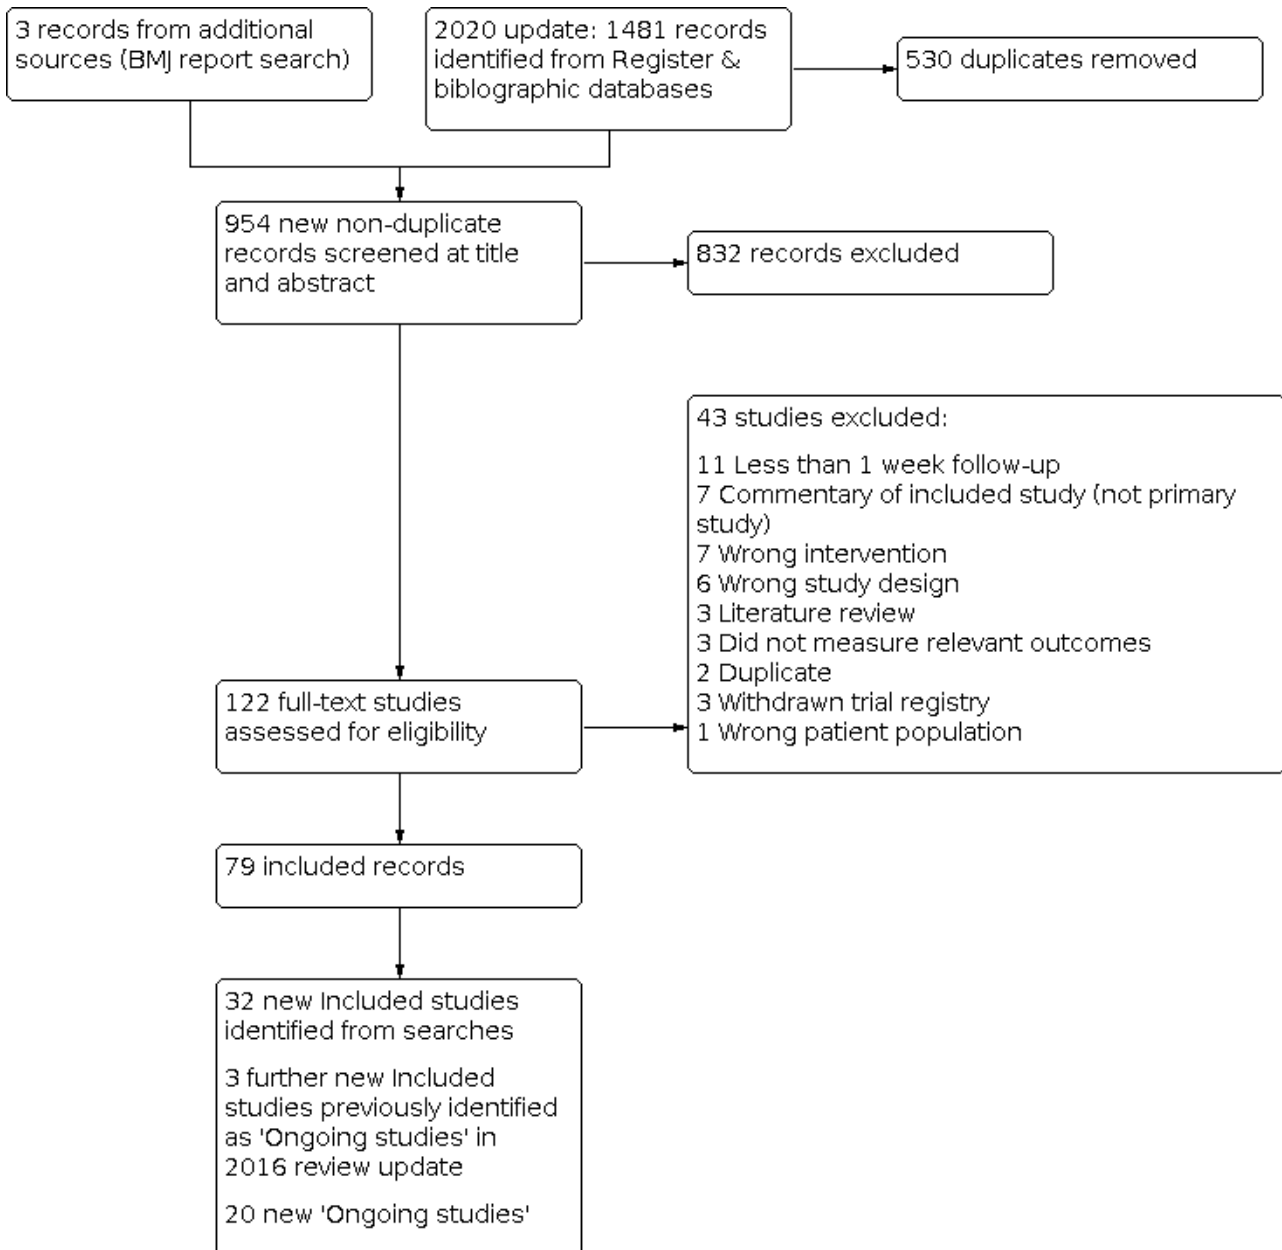 3 records from additional
sources (BMJ report search)
2020 update: 1481 records
identified from Register &
biblographic databases
530 duplicates removed
954 new non-duplicate
records screened at title
and abstract
832 records excluded
43 studies excluded:
11 Less than 1 week follow-up
7 Commentary of included study (not primary
study)
7 Wrong intervention
6 Wrong study design
3 Literature review
3 Did not measure relevant outcomes
2 Duplicate
3 Withdrawn trial registry
1 Wrong patient population
122 full-text studies
assessed for eligibility
79 included records
32 new Included studies
identified from searches
3 further new Included
studies previously identified
as 'Ongoing studies' in
2016 review update
20 new 'Ongoing studies'